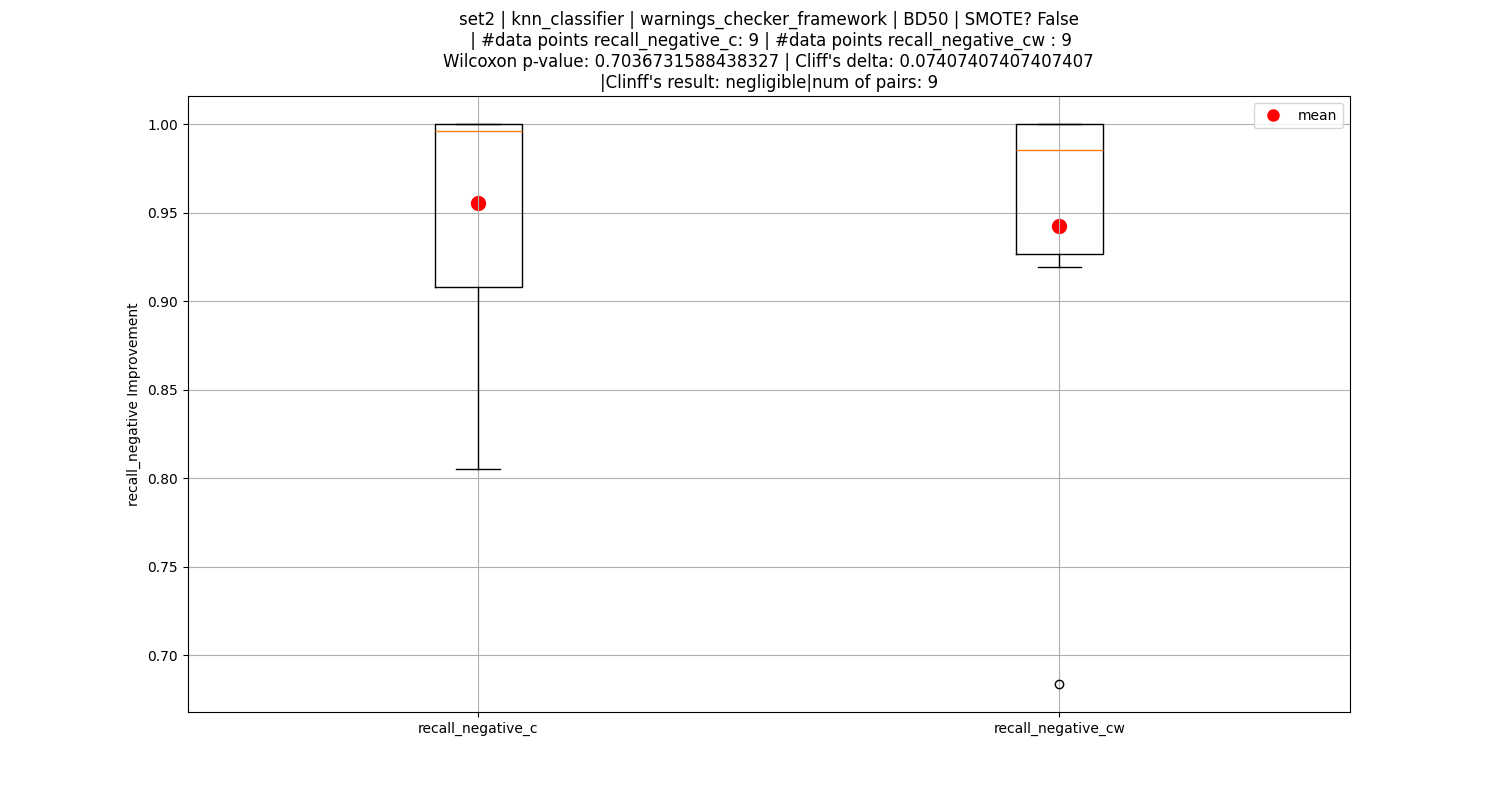 set2 | knn_classifier | warnings_checker_framework | BD50 | SMOTE? False
| #data points recall_negative_c: 9 | #data points recall_negative_cw : 9
Wilcoxon p-value: 0.7036731588438327 | Cliff's delta: 0.07407407407407407
|Clinff's result: negligible|num of pairs: 9
mean
1.00
0.95
0.90
0.85
0.80
0.75
0.70
recall_negative Improvement
recall_negative_c
recall_negative_cw